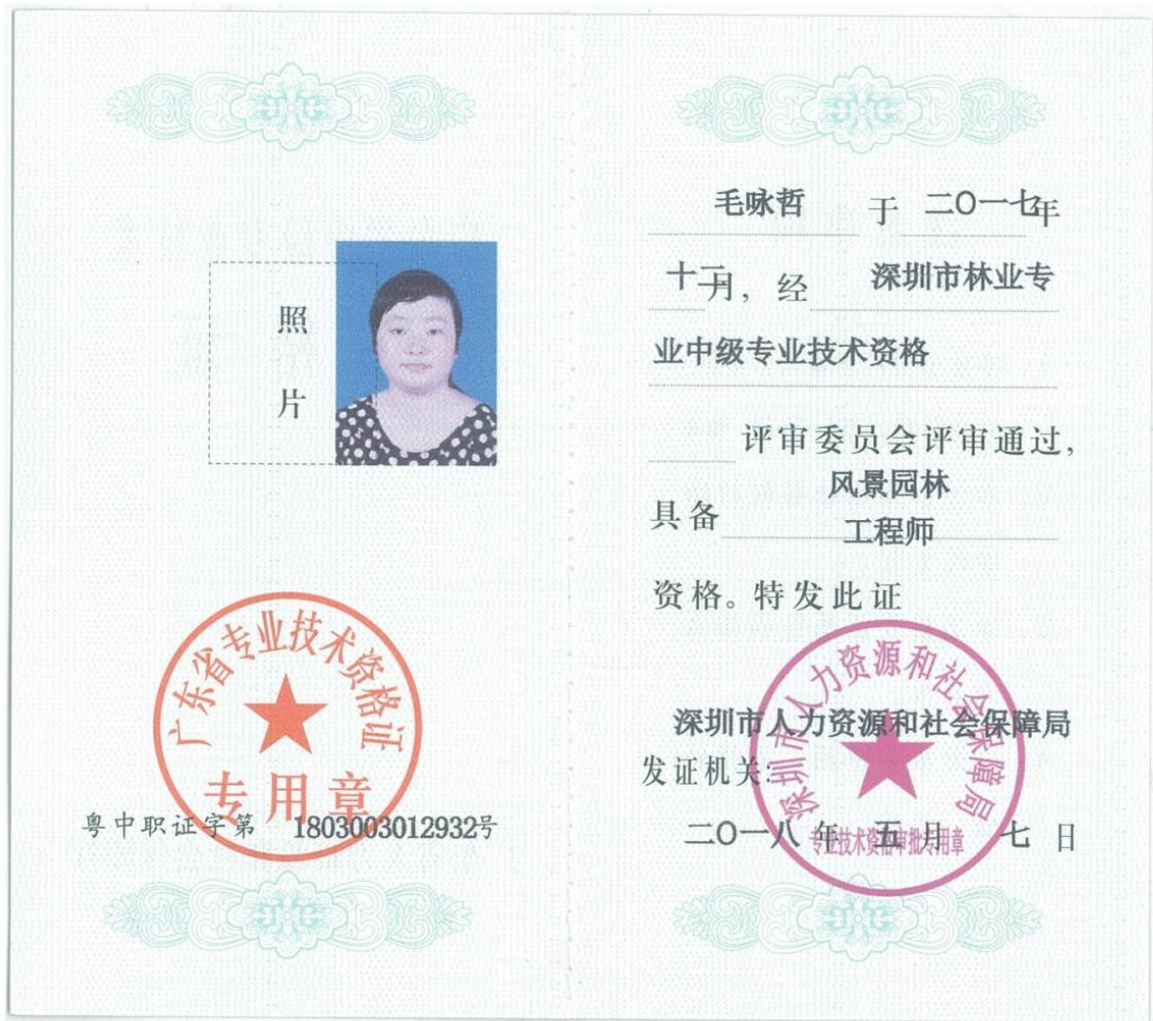 照
片
广东省专业技术资格证
专用章
粤中职证字第 1803003012932号
毛咏哲 于 二〇一七年
十二月，经 深圳市林业专
业中级专业技术资格
评审委员会评审通过，
风景园林
具备 工程师
资格。特发此证
深圳市人力资源和社会保障局
深圳市人力资源和社会保障局
发证机关：
专业技术资格审批专用章
二〇一八年 五月 七日